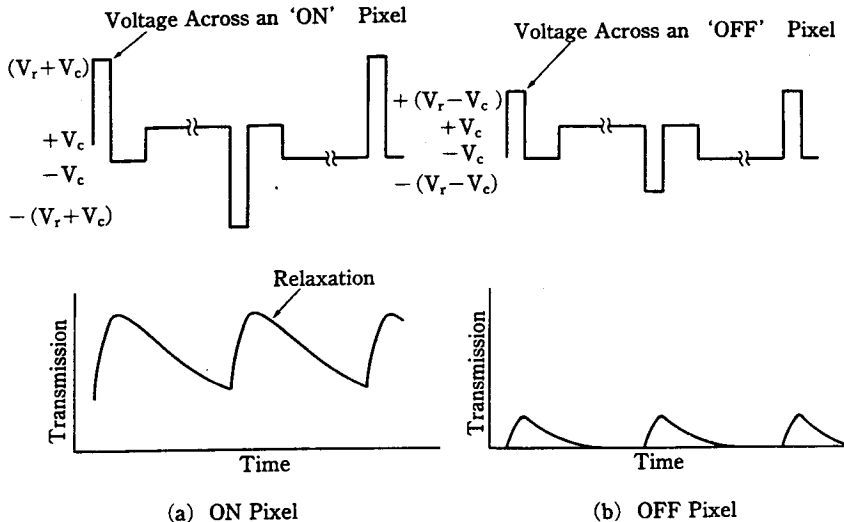 Voltage Across an 'ON' Pixel
(Vr+Vc)
+Vc
−Vc
−(Vr+Vc)
Voltage Across an 'OFF' Pixel
+(Vr−Vc)
+Vc
−Vc
−(Vr−Vc)
Relaxation
Transmission
Time
Transmission
Time
(a) ON Pixel
(b) OFF Pixel